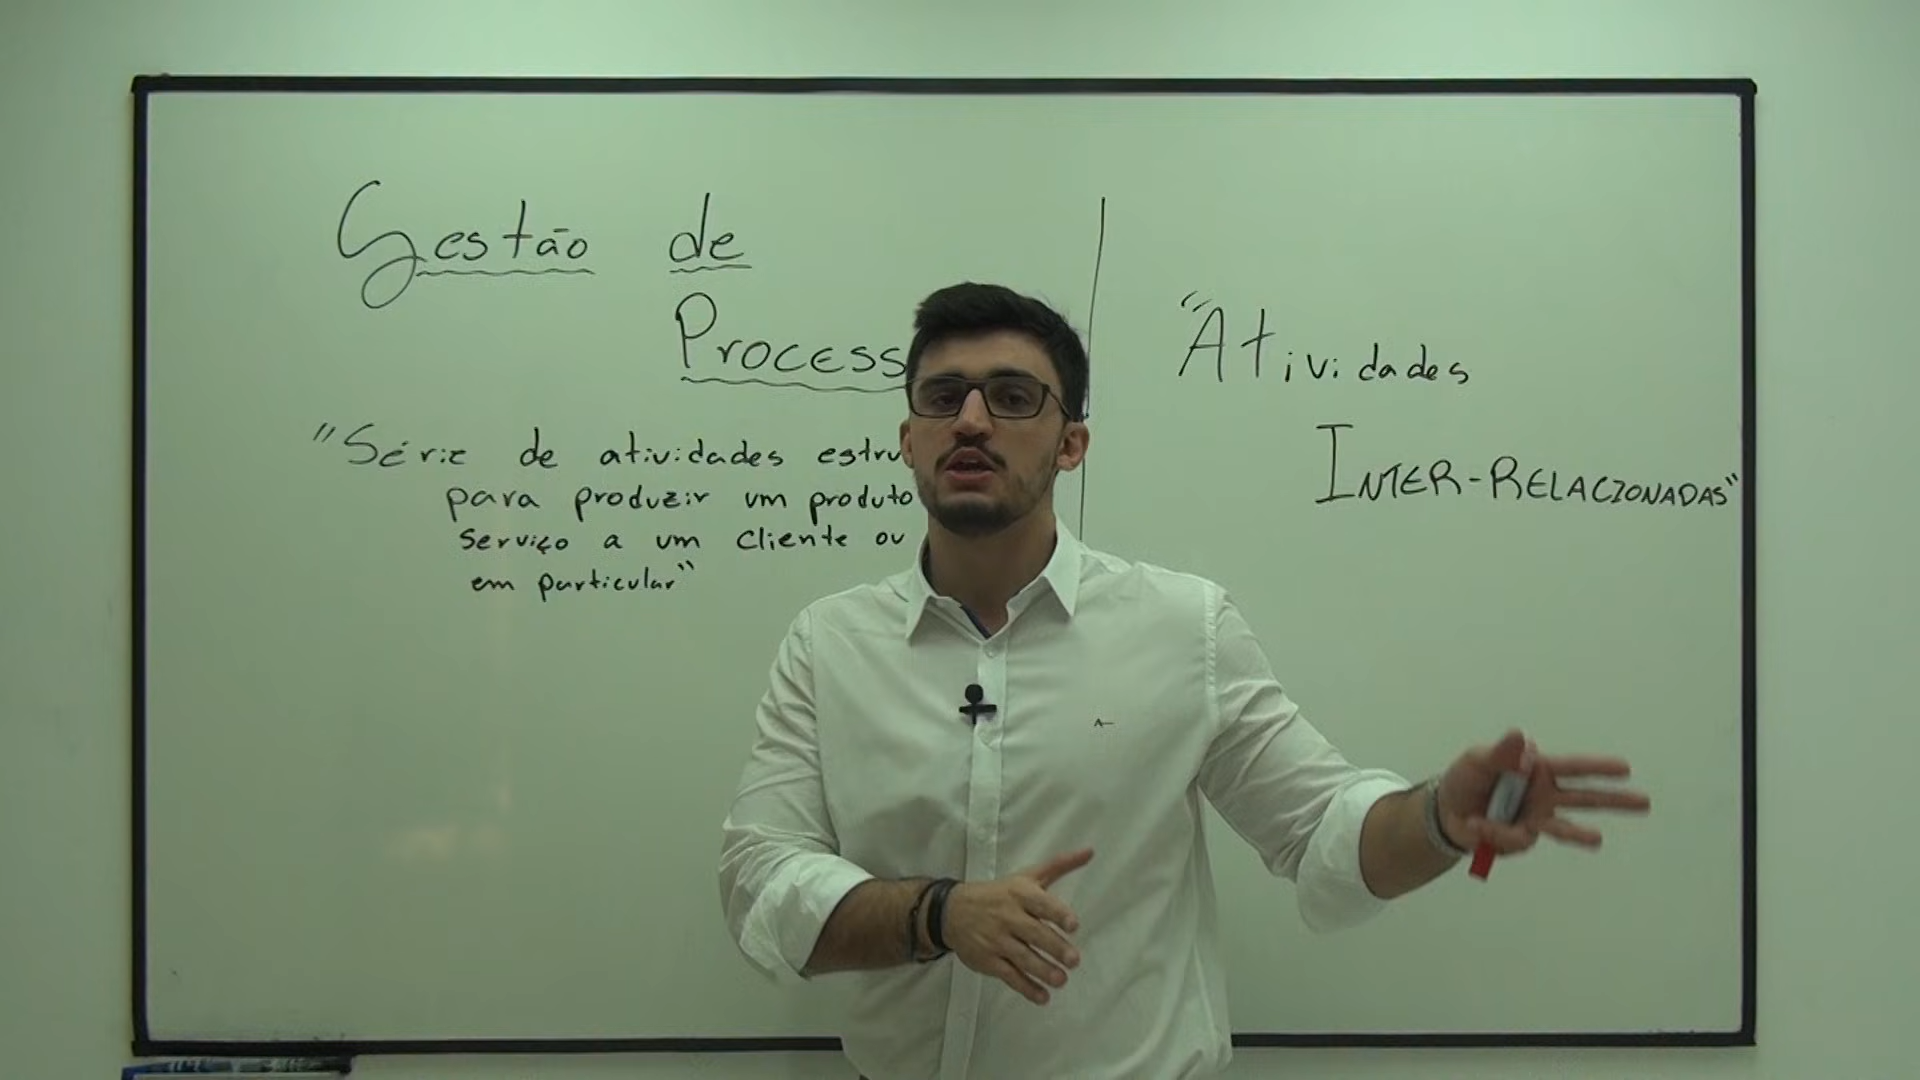 Gestão de
Process
"Série de atividades estru
para produzir um produto
serviço a um cliente ou
em particular"
"Atividades
INTER-RELACIONADAS"